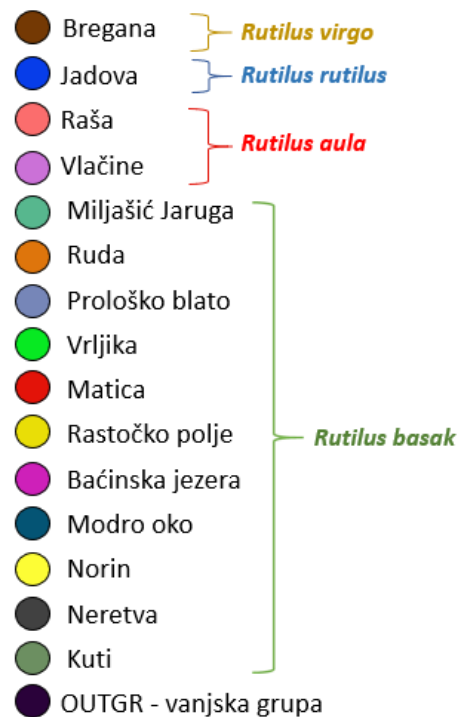 Bregana
Rutilus virgo
Jadova
Rutilus rutilus
Raša
Rutilus aula
Vlačine
Miljašić Jaruga
Ruda
Prološko blato
Vrljika
Matica
Rastočko polje
Rutilus basak
Baćinska jezera
Modro oko
Norin
Neretva
Kuti
OUTGR - vanjska grupa